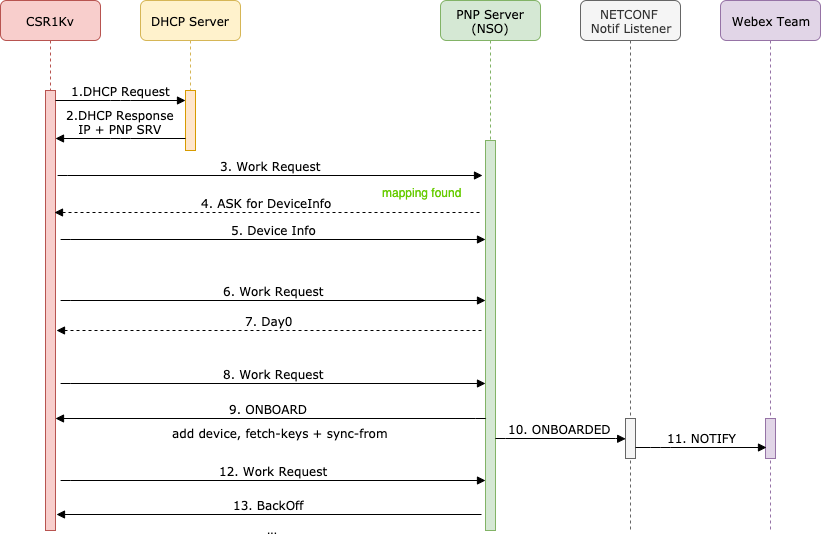 CSR1Kv
DHCP Server
PNP Server
(NSO)
NETCONF
Notif Listener
Webex Team
1.DHCP Request
2.DHCP Response
IP + PNP SRV
3. Work Request
mapping found
4. ASK for DeviceInfo
5. Device Info
6. Work Request
7. Day0
8. Work Request
9. ONBOARD
add device, fetch-keys + sync-from
10. ONBOARDED
11. NOTIFY
12. Work Request
13. BackOff
...